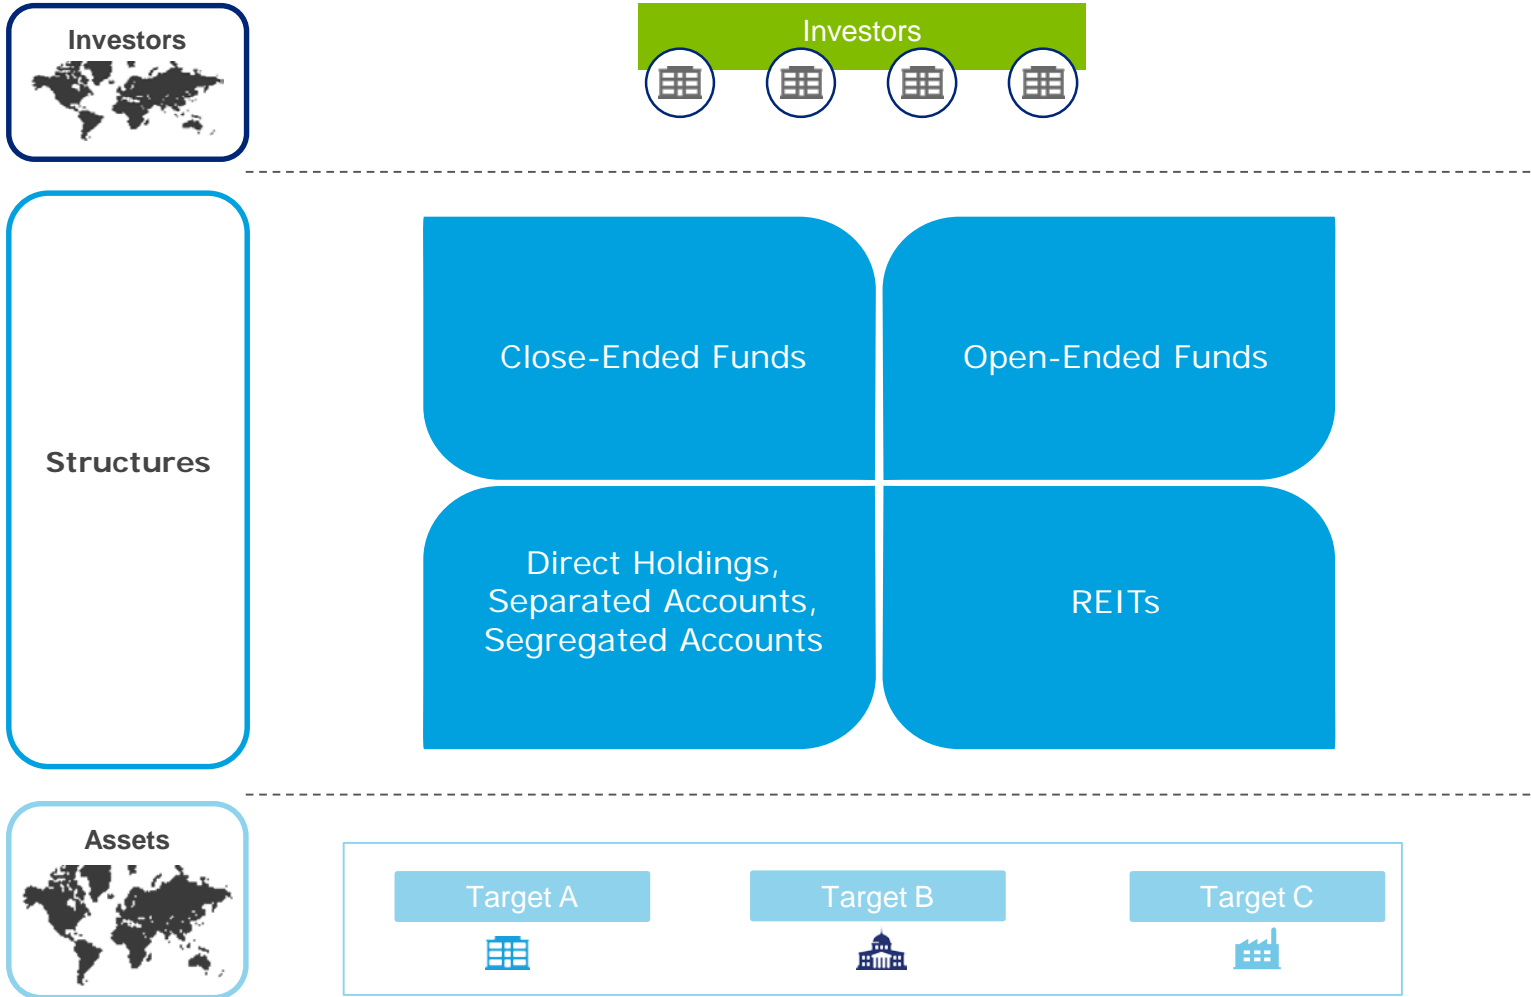 Investors
Investors
Structures
Close-Ended Funds
Open-Ended Funds
Direct Holdings,
Separated Accounts,
Segregated Accounts
REITs
Assets
Target A
Target B
Target C